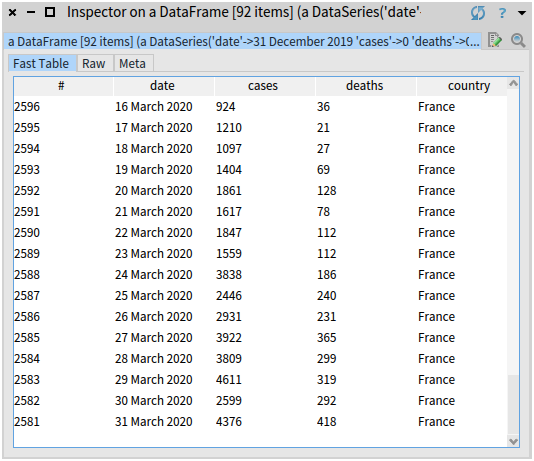 Inspector on a DataFrame [92 items] (a DataSeries('date'-
a DataFrame [92 items] (a DataSeries('date'->31 December 2019 'cases'->0 'deaths'->(...
Fast Table Raw Meta
# date cases deaths country
2596 16 March 2020 924 36 France
2595 17 March 2020 1210 21 France
2594 18 March 2020 1097 27 France
2593 19 March 2020 1404 69 France
2592 20 March 2020 1861 128 France
2591 21 March 2020 1617 78 France
2590 22 March 2020 1847 112 France
2589 23 March 2020 1559 112 France
2588 24 March 2020 3838 186 France
2587 25 March 2020 2446 240 France
2586 26 March 2020 2931 231 France
2585 27 March 2020 3922 365 France
2584 28 March 2020 3809 299 France
2583 29 March 2020 4611 319 France
2582 30 March 2020 2599 292 France
2581 31 March 2020 4376 418 France